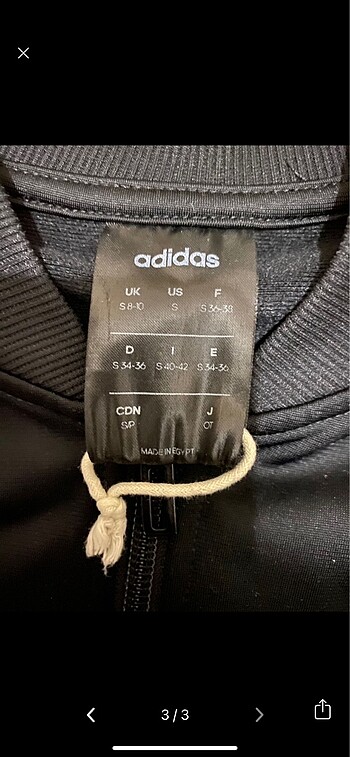 adidas
UK US F
S 8-10 S S 36-38
D I E
S 34-36 S 40-42 S 34-36
CDN J
S/P OT
MADE IN EGYPT
3/3